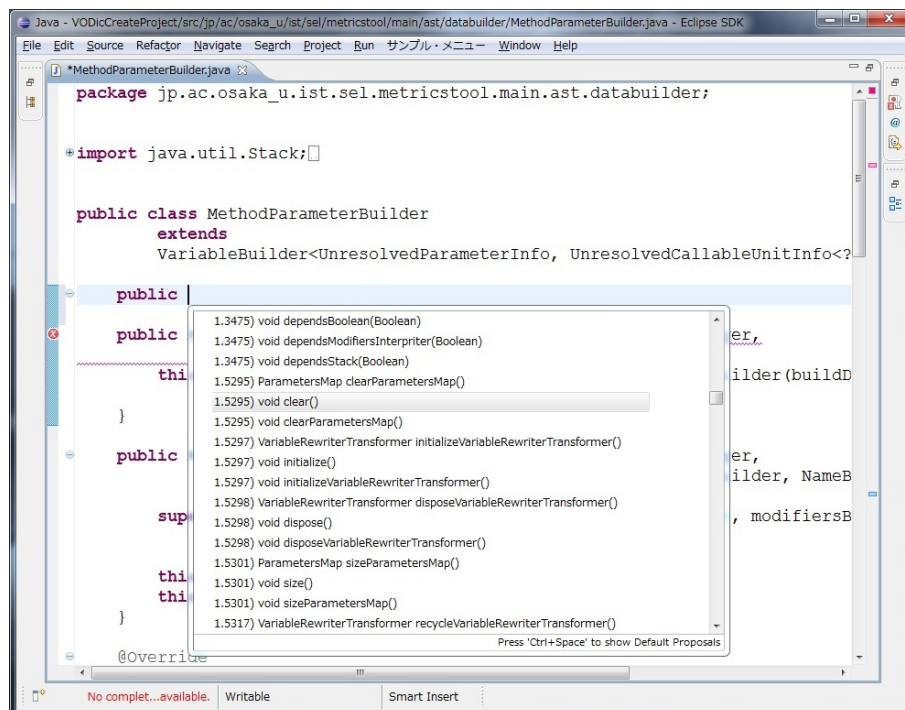 Java - VODicCreateProject/src/jp/ac/osaka_u/ist/sel/metricstool/main/ast/databuilder/MethodParameterBuilder.java - Eclipse SDK
File Edit Source Refactor Navigate Search Project Run サンプル・メニュー Window Help
*MethodParameterBuilder.java
package jp.ac.osaka_u.ist.sel.metricstool.main.ast.databuilder;
import java.util.Stack;
public class MethodParameterBuilder
extends
VariableBuilder<UnresolvedParameterInfo, UnresolvedCallableUnitInfo<?
public
1.3475) void dependsBoolean(Boolean)
public er,
1.3475) void dependsModifiersInterpriter(Boolean)
1.3475) void dependsStack(Boolean)
thi ilder(buildD
1.5295) ParametersMap clearParametersMap()
1.5295) void clear()
}
1.5295) void clearParametersMap()
1.5297) VariableRewriterTransformer initializeVariableRewriterTransformer()
public er,
1.5297) void initialize()
ilder, NameB
1.5297) void initializeVariableRewriterTransformer()
1.5298) VariableRewriterTransformer disposeVariableRewriterTransformer()
sup , modifiersB
1.5298) void dispose()
1.5298) void disposeVariableRewriterTransformer()
1.5301) ParametersMap sizeParametersMap()
thi
1.5301) void size()
thi
1.5301) void sizeParametersMap()
}
1.5317) VariableRewriterTransformer recycleVariableRewriterTransformer()
Press 'Ctrl+Space' to show Default Proposals
@Override
No complet...available. Writable Smart Insert